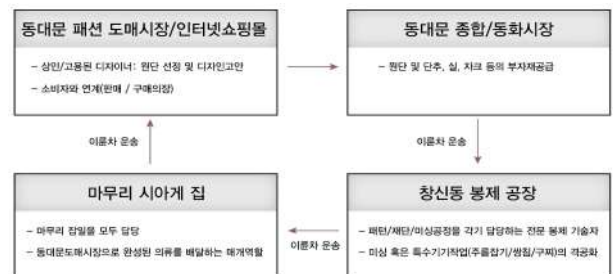 동대문 패션 도매시장/인터넷쇼핑몰
- 상인/고용된 디자이너: 원단 선정 및 디자인고안
- 소비자와 연계(판매 / 구매의장)
동대문 종합/동화시장
- 원단 및 단추, 실, 자크 등의 부자재공급
이륜차 운송
이륜차 운송
마무리 시아게 집
- 마무리 잡일을 모두 담당
- 동대문도매시장으로 완성된 의류를 배달하는 매개역할
이륜차 운송
창신동 봉제 공장
- 패턴/재단/미싱공정을 각기 담당하는 전문 봉제 기술자
- 미싱 혹은 특수기기작업(주름잡기/쌍침/구찌)의 객공화